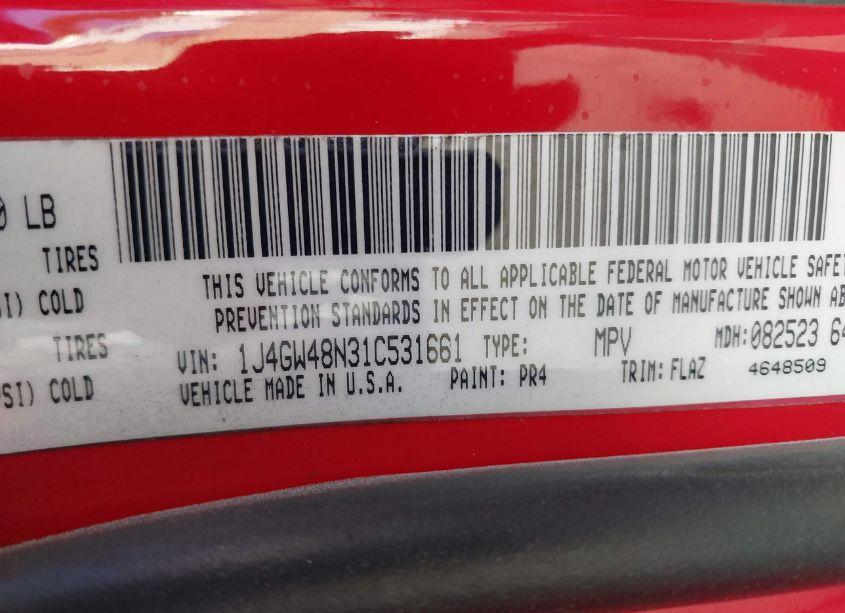 0 LB
TIRES
SI) COLD
TIRES
PSI) COLD
THIS VEHICLE CONFORMS TO ALL APPLICABLE FEDERAL MOTOR VEHICLE SAFET
PREVENTION STANDARDS IN EFFECT ON THE DATE OF MANUFACTURE SHOWN AB
VIN: 1J4GW48N31C531661 TYPE: MPV MDH:082523 64
VEHICLE MADE IN U.S.A. PAINT: PR4 TRIM: FLAZ 4648509